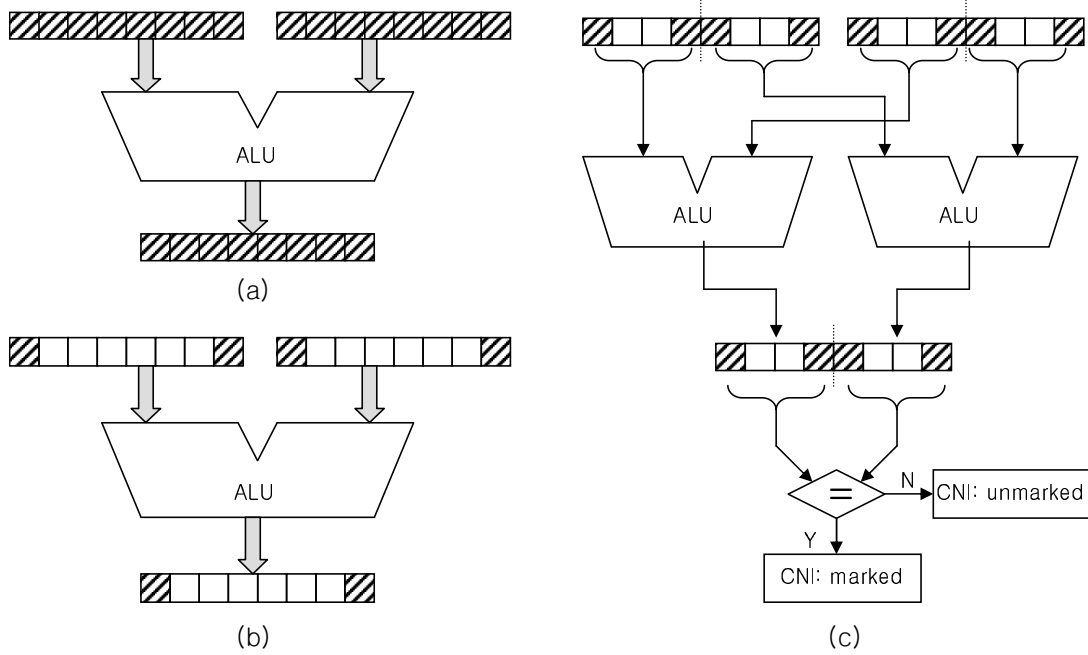 ALU
(a)
ALU
(b)
ALU
ALU
=
N
CNI: unmarked
Y
CNI: marked
(c)